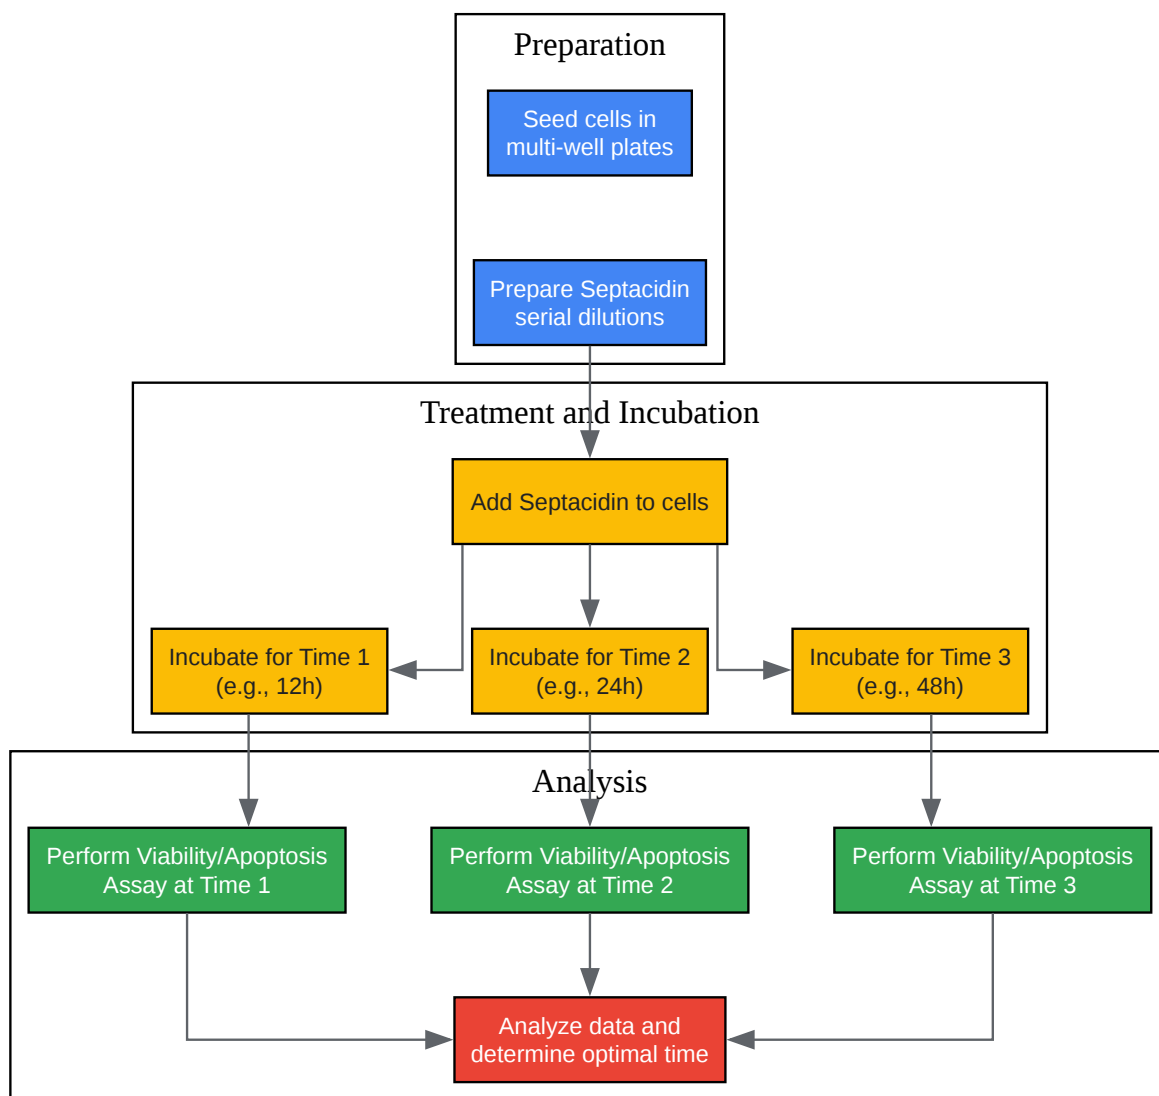 Preparation
Seed cells in
multi-well plates
Prepare Septacidin
serial dilutions
Treatment and Incubation
Add Septacidin to cells
Incubate for Time 1
(e.g., 12h)
Incubate for Time 2
(e.g., 24h)
Incubate for Time 3
(e.g., 48h)
Analysis
Perform Viability/Apoptosis
Assay at Time 1
Perform Viability/Apoptosis
Assay at Time 2
Perform Viability/Apoptosis
Assay at Time 3
Analyze data and
determine optimal time